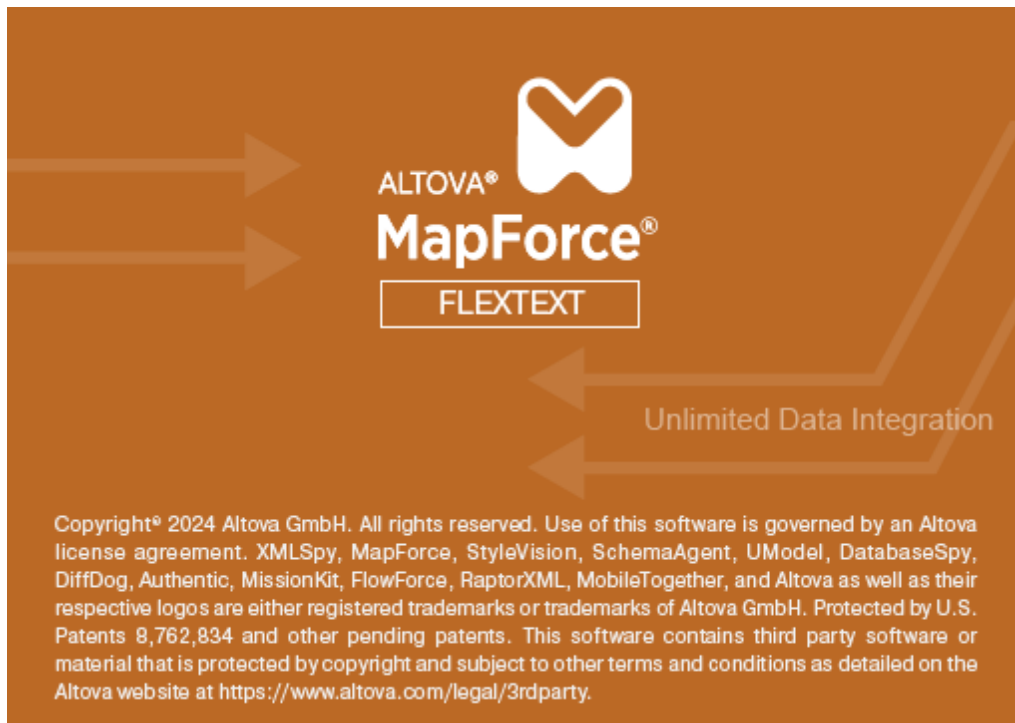 ALTOVA®
MapForce®
FLEXTEXT
Unlimited Data Integration
Copyright© 2024 Altova GmbH. All rights reserved. Use of this software is governed by an Altova
license agreement. XMLSpy, MapForce, StyleVision, SchemaAgent, UModel, DatabaseSpy,
DiffDog, Authentic, MissionKit, FlowForce, RaptorXML, MobileTogether, and Altova as well as their
respective logos are either registered trademarks or trademarks of Altova GmbH. Protected by U.S.
Patents 8,762,834 and other pending patents. This software contains third party software or
material that is protected by copyright and subject to other terms and conditions as detailed on the
Altova website at https://www.altova.com/legal/3rdparty.